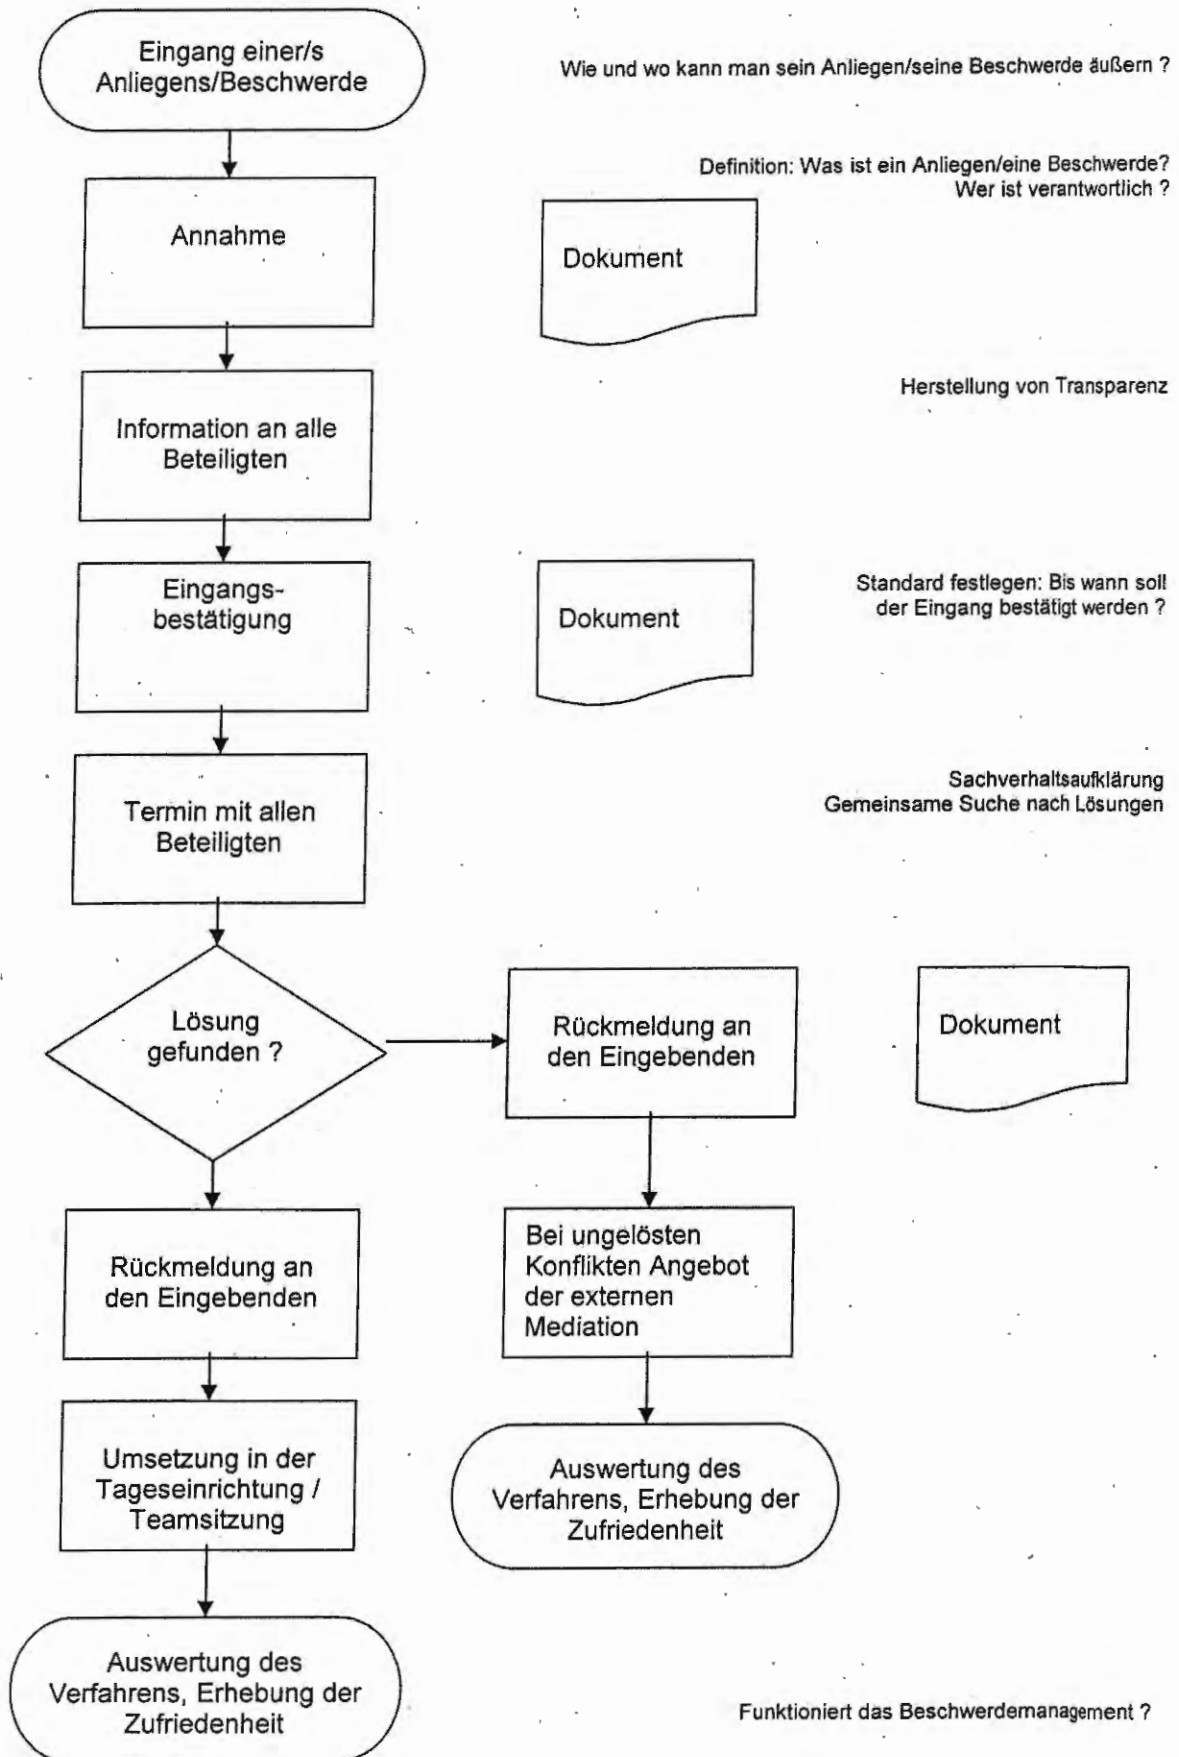 Eingang einer/s
Anliegens/Beschwerde
Wie und wo kann man sein Anliegen/seine Beschwerde äußern ?
Definition: Was ist ein Anliegen/eine Beschwerde?
Wer ist verantwortlich ?
Annahme
Dokument
Herstellung von Transparenz
Information an alle
Beteiligten
Eingangs-
bestätigung
Dokument
Standard festlegen: Bis wann soll
der Eingang bestätigt werden ?
Termin mit allen
Beteiligten
Sachverhaltsaufklärung
Gemeinsame Suche nach Lösungen
Lösung
gefunden ?
Rückmeldung an
den Eingebenden
Dokument
Rückmeldung an
den Eingebenden
Bei ungelösten
Konflikten Angebot
der externen
Mediation
Umsetzung in der
Tageseinrichtung /
Teamsitzung
Auswertung des
Verfahrens, Erhebung der
Zufriedenheit
Auswertung des
Verfahrens, Erhebung der
Zufriedenheit
Funktioniert das Beschwerdemanagement ?